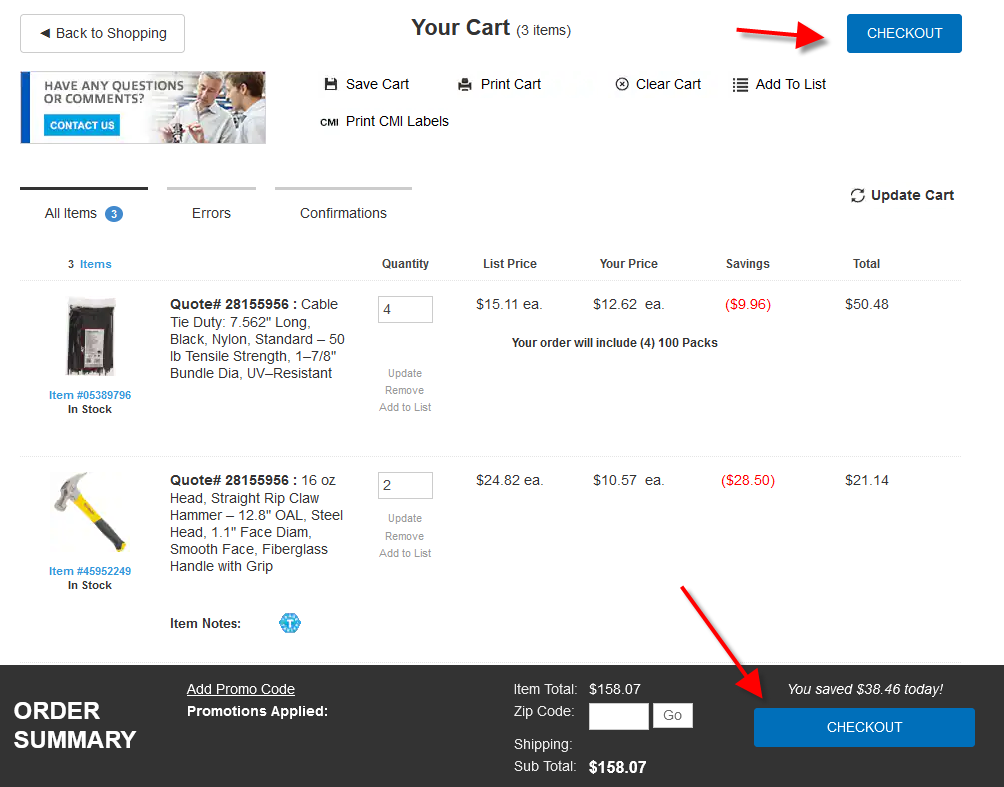 ◄ Back to Shopping
Your Cart (3 items)
CHECKOUT
HAVE ANY QUESTIONS
OR COMMENTS?
CONTACT US
Save Cart
Print Cart
Clear Cart
Add To List
CMI Print CMI Labels
Update Cart
All Items 3
Errors
Confirmations
3 Items Quantity List Price Your Price Savings Total
Quote# 28155956 : Cable
Tie Duty: 7.562" Long,
Black, Nylon, Standard – 50
lb Tensile Strength, 1–7/8"
Bundle Dia, UV–Resistant
Item #05389796
In Stock
4
Update
Remove
Add to List
$15.11 ea. $12.62 ea. ($9.96) $50.48
Your order will include (4) 100 Packs
Quote# 28155956 : 16 oz
Head, Straight Rip Claw
Hammer – 12.8" OAL, Steel
Head, 1.1" Face Diam,
Smooth Face, Fiberglass
Handle with Grip
Item #45952249
In Stock
2
Update
Remove
Add to List
$24.82 ea. $10.57 ea. ($28.50) $21.14
Item Notes: T
ORDER
SUMMARY
Add Promo Code
Promotions Applied:
Item Total: $158.07
Zip Code: Go
Shipping:
Sub Total: $158.07
You saved $38.46 today!
CHECKOUT